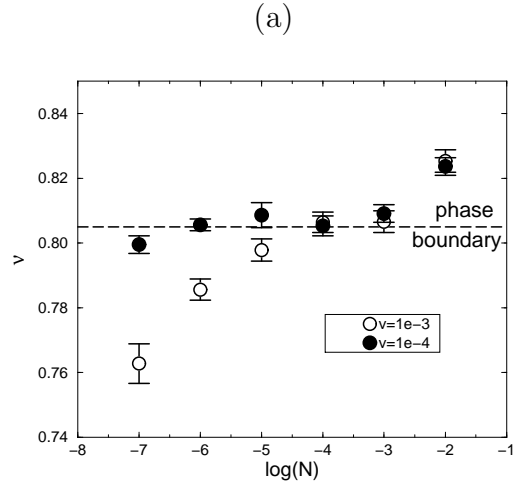 (a)
0.84
0.82
0.80
0.78
0.76
0.74
ν
phase
boundary
v=1e−3
v=1e−4
−8 −7 −6 −5 −4 −3 −2 −1
log(N)